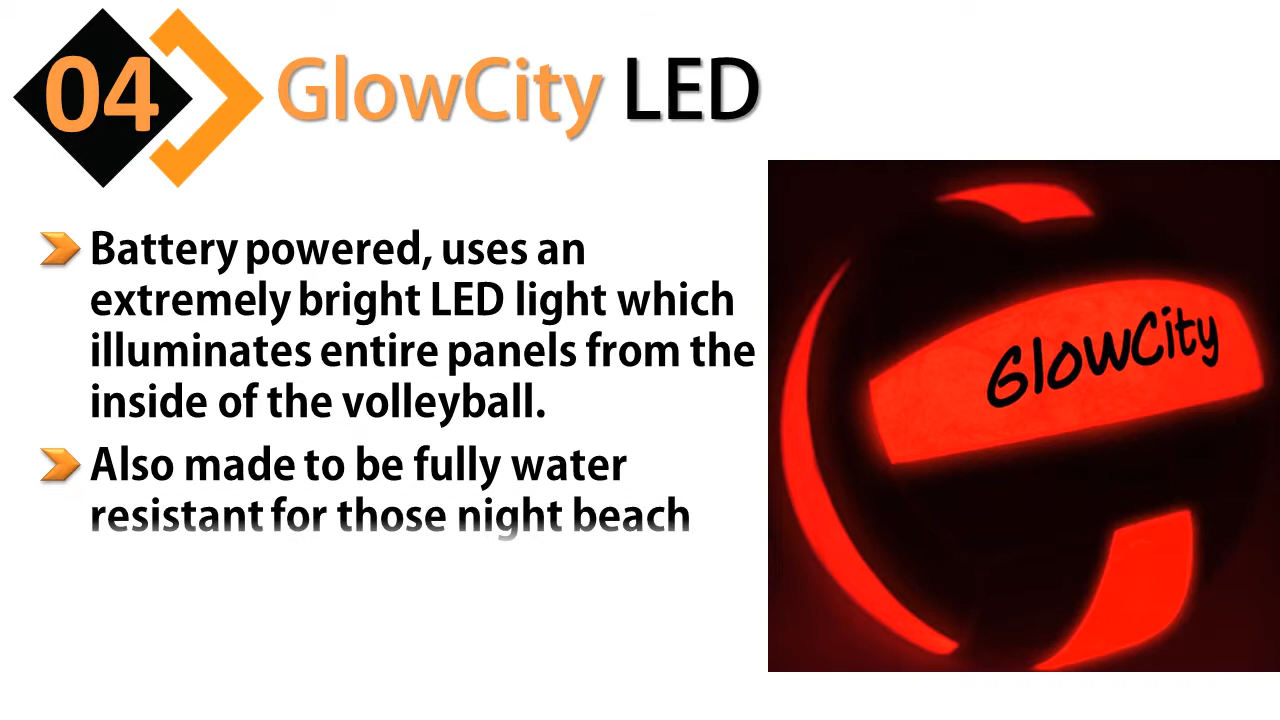 04 GlowCity LED
Battery powered, uses an
extremely bright LED light which
illuminates entire panels from the
inside of the volleyball.
Also made to be fully water
resistant for those night beach
GlowCity